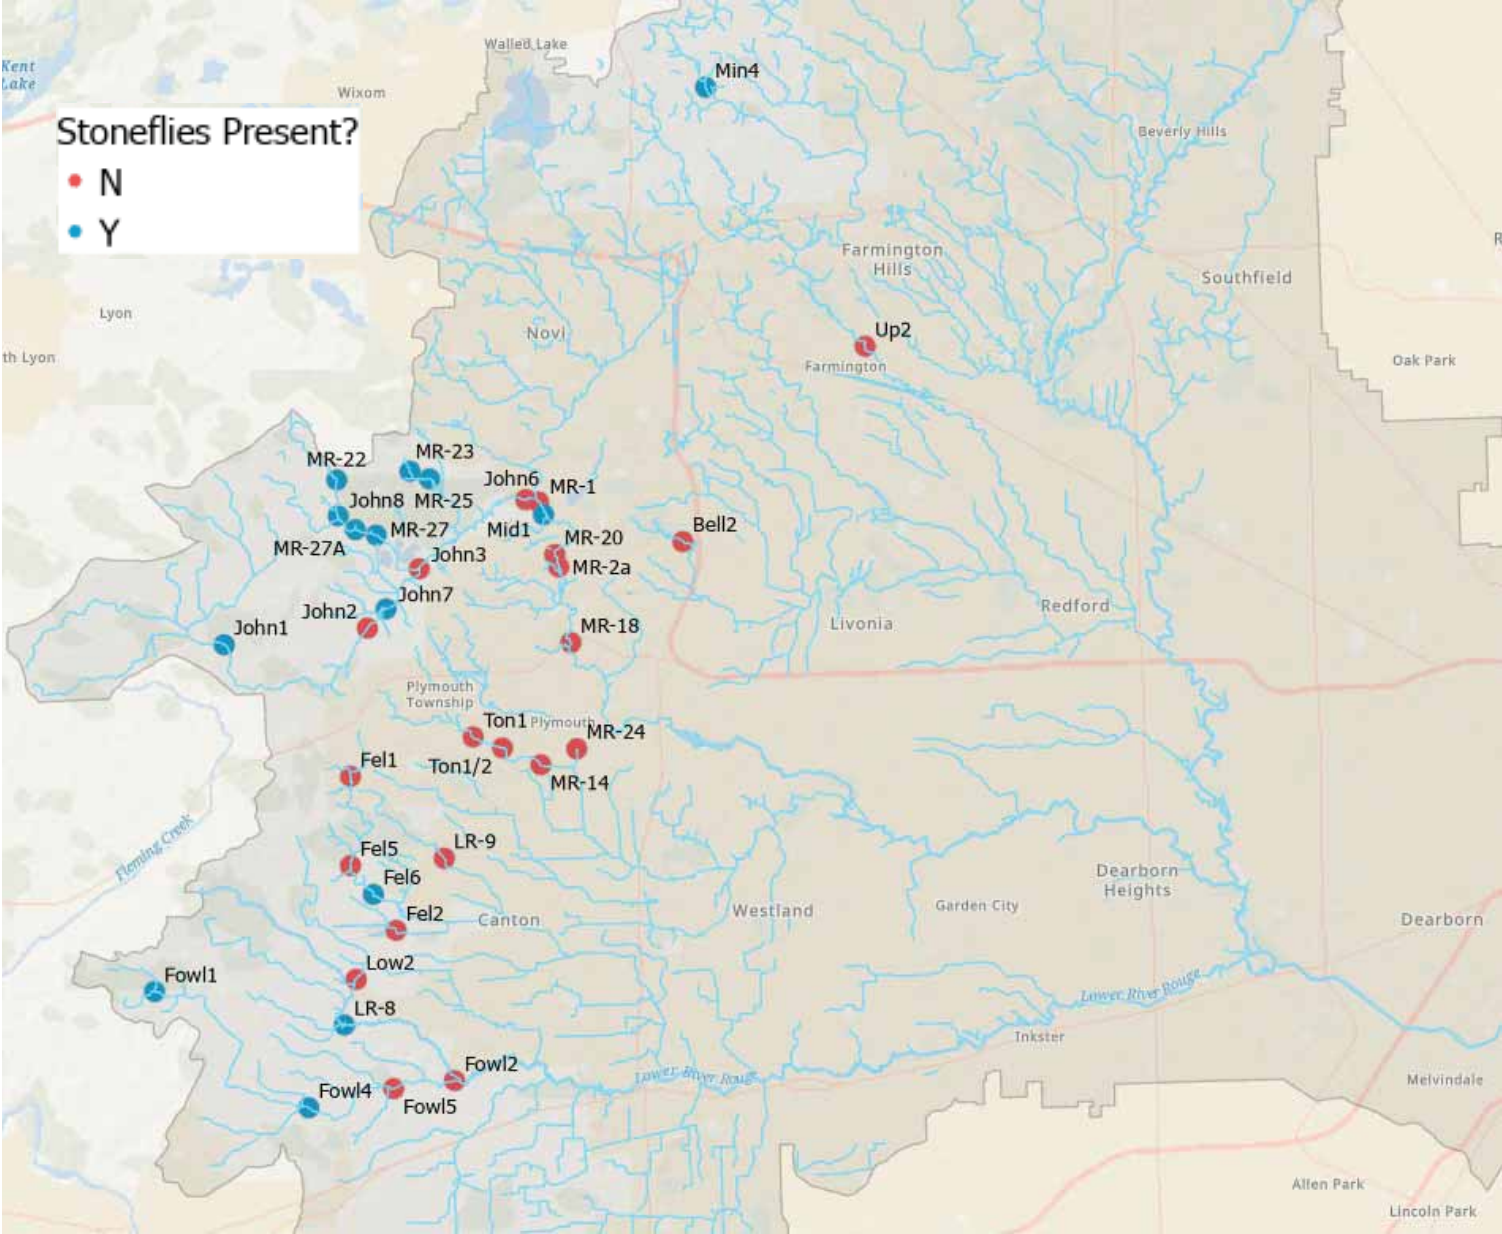 Walled Lake
Kent
Lake
Min4
Wixom
Stoneflies Present?
N
Y
Beverly Hills
Farmington
Hills
Southfield
Lyon
Novi
Up2
th Lyon
Farmington
Oak Park
MR-23
MR-22
John6
MR-1
John8
MR-25
Mid1
MR-27
Bell2
MR-20
MR-27A
John3
MR-2a
John7
John2
Redford
John1
MR-18
Livonia
Plymouth
Township
Ton1
Plymouth
MR-24
Fel1
Ton1/2
MR-14
Fleming Creek
LR-9
Fel5
Fel6
Dearborn
Heights
Fel2
Canton
Westland
Garden City
Dearborn
Low2
Fowl1
Lower River Rouge
LR-8
Inkster
Fowl2
Lower River Rouge
Melvindale
Fowl4
Fowl5
Allen Park
Lincoln Park